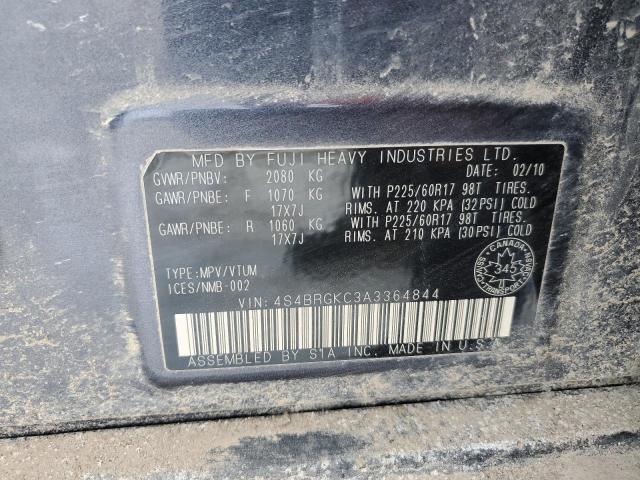 MFD BY FUJI HEAVY INDUSTRIES LTD.
GVWR/PNBV: 2080 KG DATE: 02/10
GAWR/PNBE: F 1070 KG WITH P225/60R17 98T TIRES.
17X7J RIMS. AT 220 KPA (32PSI) COLD
GAWR/PNBE: R 1060 KG WITH P225/60R17 98T TIRES.
17X7J RIMS. AT 210 KPA (30PSI) COLD
TYPE: MPV/VTUM
ICES/NMB-002
CANADA
345
VIN: 4S4BRGKC3A3364844
ASSEMBLED BY SIA INC. MADE IN U.S.